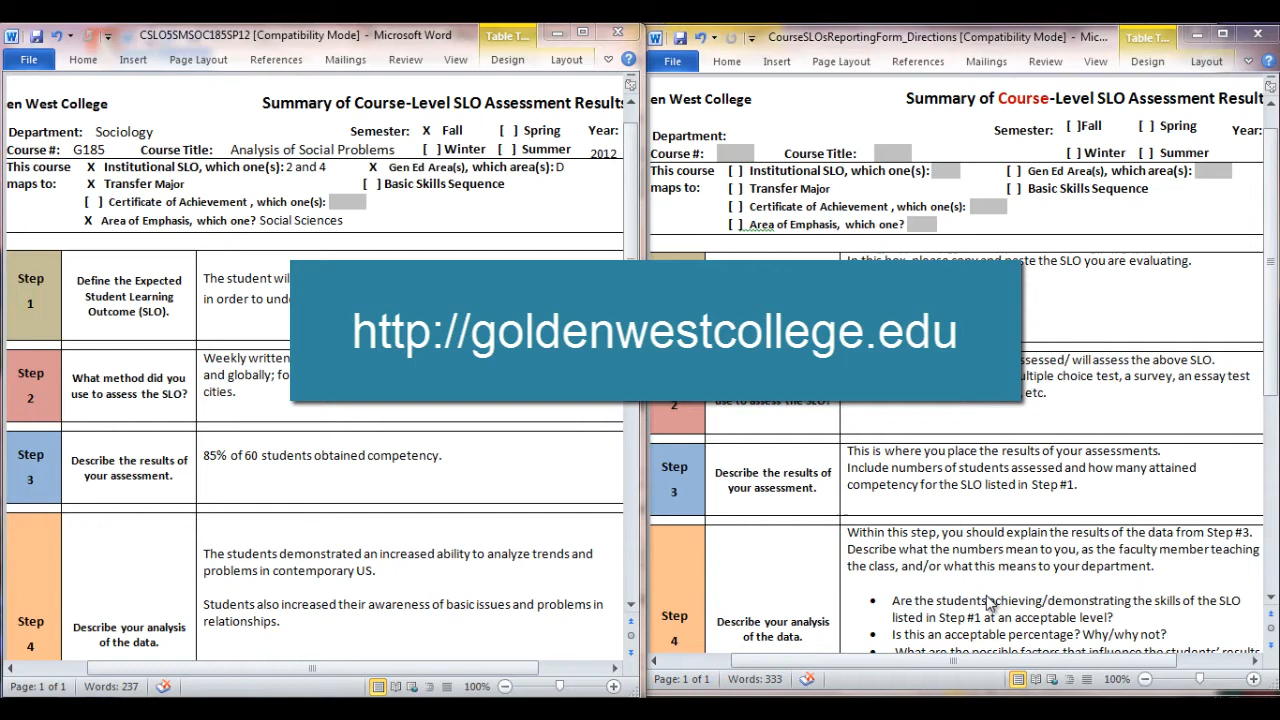 CSLO5SMSOC185SP12 [Compatibility Mode] - Microsoft Word
Table T...
File Home Insert Page Layout References Mailings Review View Design Layout
en West College
Summary of Course-Level SLO Assessment Results
Department: Sociology Semester: X Fall [ ] Spring Year:
Course #: G185 Course Title: Analysis of Social Problems [ ] Winter [ ] Summer 2012
This course X Institutional SLO, which one(s): 2 and 4 X Gen Ed Area(s), which area(s): D
maps to: X Transfer Major [ ] Basic Skills Sequence
[ ] Certificate of Achievement , which one(s):
X Area of Emphasis, which one? Social Sciences
Step
1
Define the Expected
Student Learning
Outcome (SLO).
The student wil
in order to und
Step
2
What method did you
use to assess the SLO?
Weekly written
and globally; fo
cities.
Step
3
Describe the results of
your assessment.
85% of 60 students obtained competency.
Step
4
Describe your analysis
of the data.
The students demonstrated an increased ability to analyze trends and
problems in contemporary US.
Students also increased their awareness of basic issues and problems in
relationships.
Page: 1 of 1 Words: 237 100%
http://goldenwestcollege.edu
CourseSLOsReportingForm_Directions [Compatibility Mode] - Mic...
Table T...
File Home Insert Page Layout References Mailings Review View Design Layout
en West College
Summary of Course-Level SLO Assessment Result
Department: Semester: [ ]Fall [ ] Spring Year:
Course #: Course Title: [ ] Winter [ ] Summer
This course [ ] Institutional SLO, which one(s): [ ] Gen Ed Area(s), which area(s):
maps to: [ ] Transfer Major [ ] Basic Skills Sequence
[ ] Certificate of Achievement , which one(s):
[ ] Area of Emphasis, which one?
In this box, please copy and paste the SLO you are evaluating.
2
use to assess the SLO?
ssessed/ will assess the above SLO.
ultiple choice test, a survey, an essay test
etc.
Step
3
Describe the results of
your assessment.
This is where you place the results of your assessments.
Include numbers of students assessed and how many attained
competency for the SLO listed in Step #1.
Step
4
Describe your analysis
of the data.
Within this step, you should explain the results of the data from Step #3.
Describe what the numbers mean to you, as the faculty member teaching
the class, and/or what this means to your department.
• Are the students achieving/demonstrating the skills of the SLO
listed in Step #1 at an acceptable level?
• Is this an acceptable percentage? Why/why not?
• What are the possible factors that influence the students' results
Page: 1 of 1 Words: 333 100%